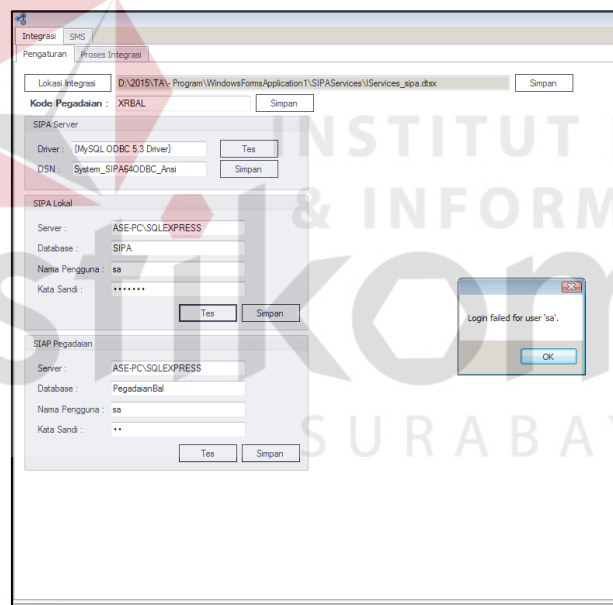 Integrasi SMS
Pengaturan Proses Integrasi
Lokasi Integrasi D:\2015\TA\- Program\WindowsFormsApplication1\SIPAServices\IServices_sipa.dtsx Simpan
Kode Pegadaian : XRBAL Simpan
SIPA Server
Driver : {MySQL ODBC 5.3 Driver} Tes
DSN : System_SIPA64ODBC_Ansi Simpan
SIPA Lokal
Server : ASE-PC\SQLEXPRESS
Database : SIPA
Nama Pengguna : sa
Kata Sandi : •••••••
Tes Simpan
SIAP Pegadaian
Server : ASE-PC\SQLEXPRESS
Database : PegadaianBal
Nama Pengguna : sa
Kata Sandi : ••
Tes Simpan
Login failed for user 'sa'.
OK
INSTITUT
& INFORM
stikom
SURABAY